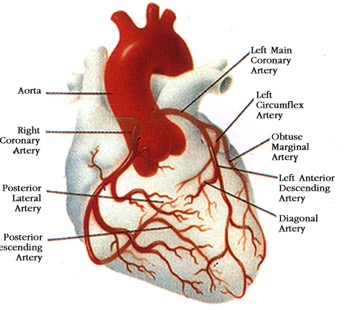 Left Main
Coronary
Artery
Aorta
Left
Circumflex
Artery
Right
Coronary
Artery
Obtuse
Marginal
Artery
Left Anterior
Descending
Artery
Posterior
Lateral
Artery
Diagonal
Artery
Posterior
escending
Artery